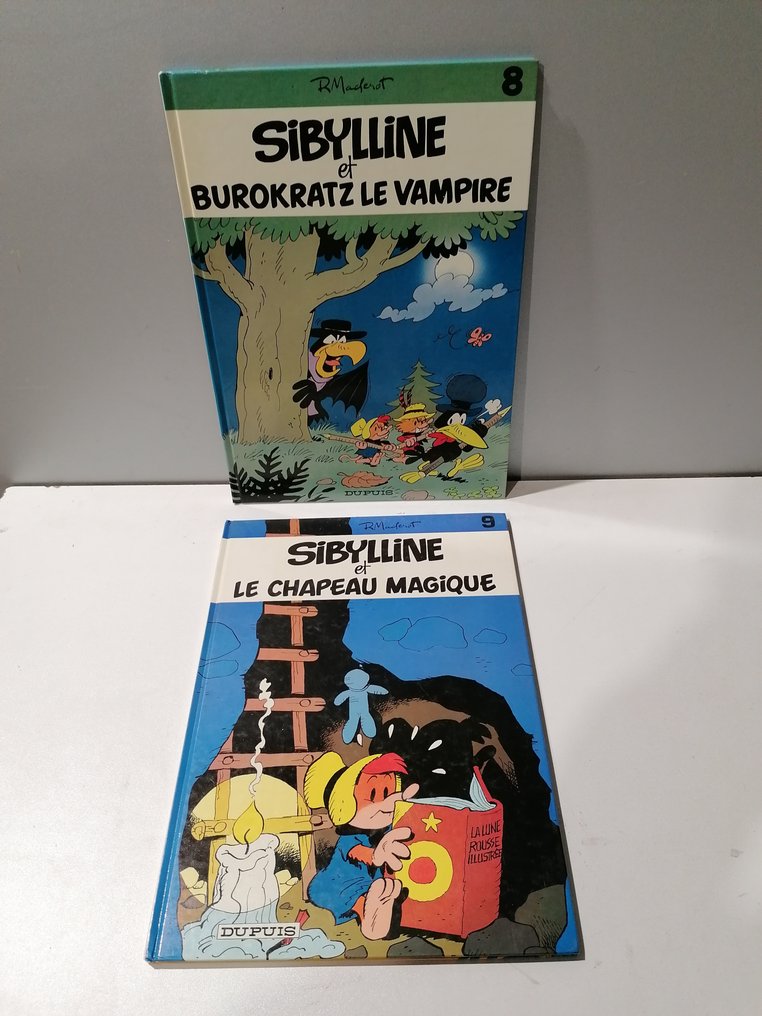 R.Macherot
8
SIBYLLINE
et
BUROKRATZ LE VAMPIRE
DUPUIS
R.Macherot
9
SIBYLLINE
et
LE CHAPEAU MAGIQUE
LA LUNE
ROUSSE
ILLUSTRÉE
DUPUIS